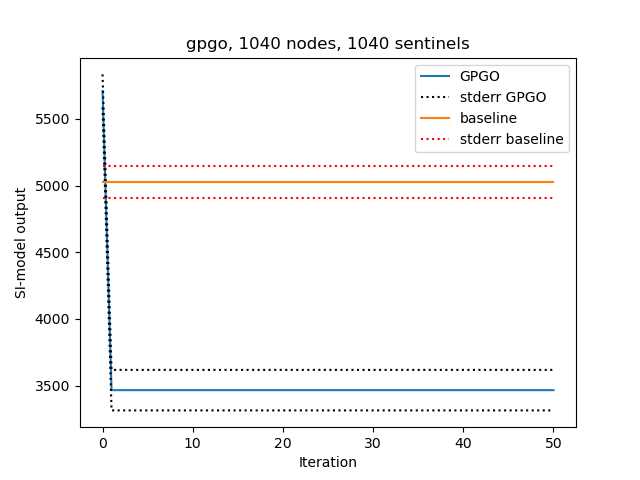 gpgo, 1040 nodes, 1040 sentinels
GPGO
stderr GPGO
baseline
stderr baseline
5500
5000
4500
4000
3500
SI-model output
0 10 20 30 40 50
Iteration